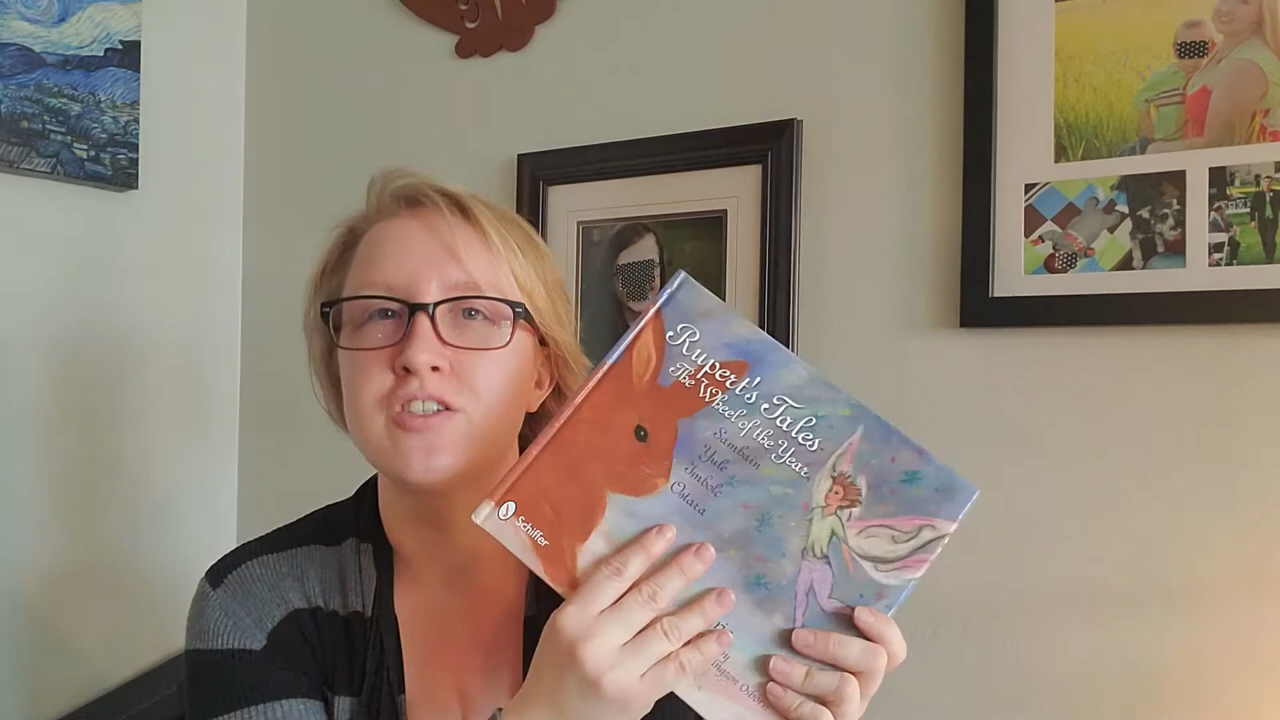 Rupert's Tales
The Wheel of the Year
Samhain
Yule
Imbolc
Ostara
Schiffer